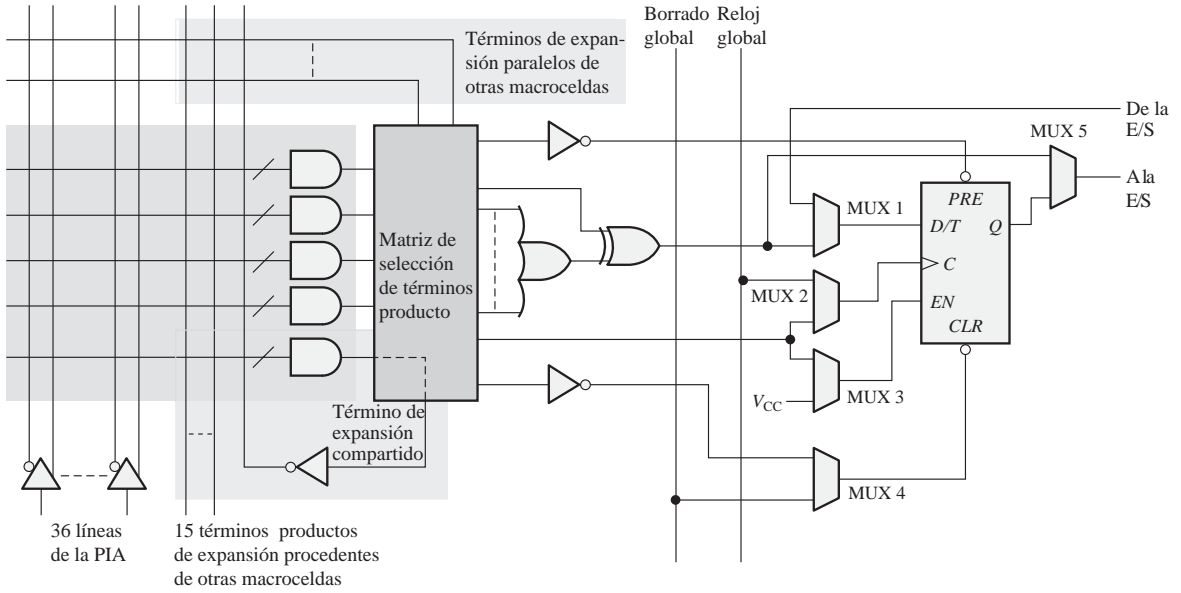 Borrado
global
Reloj
global
Términos de expan-
sión paralelos de
otras macroceldas
De la
E/S
MUX 5
A la
E/S
MUX 1
PRE
D/T
Q
C
EN
CLR
Matriz de
selección
de términos
producto
MUX 2
MUX 3
VCC
MUX 4
Término de
expansión
compartido
36 líneas
de la PIA
15 términos productos
de expansión procedentes
de otras macroceldas